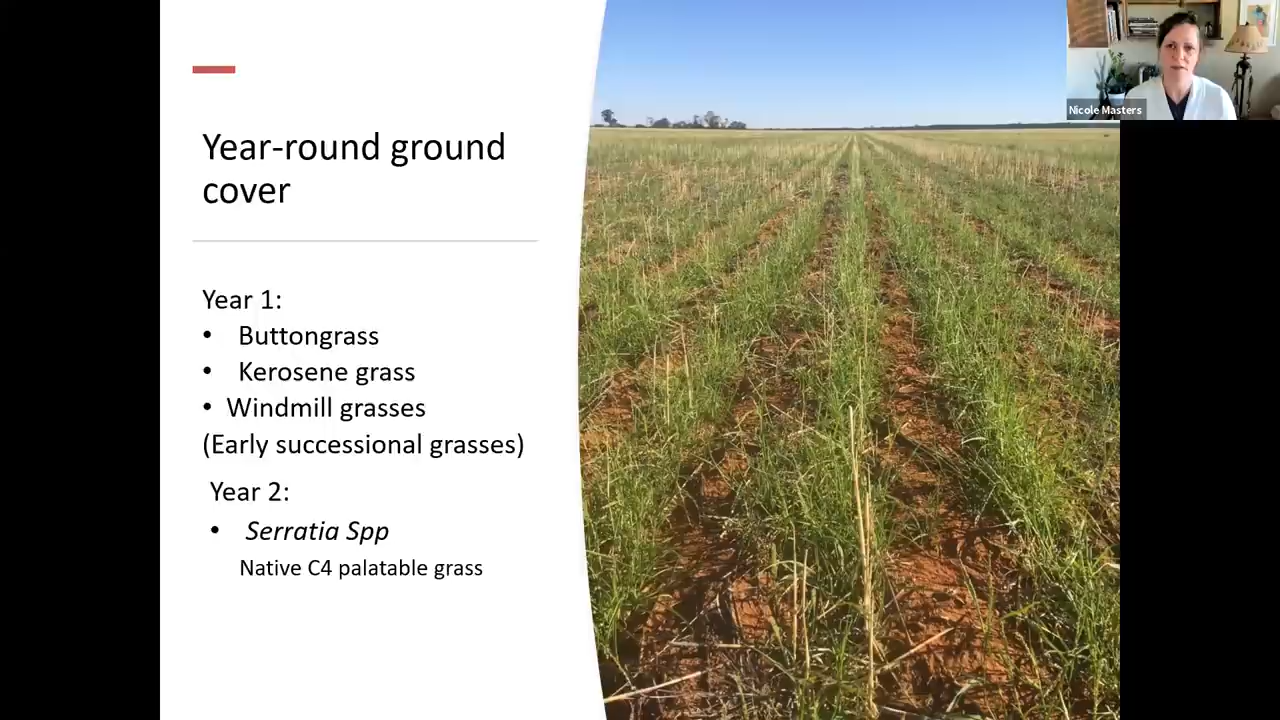 Nicole Masters
Year-round ground
cover
Year 1:
• Buttongrass
• Kerosene grass
• Windmill grasses
(Early successional grasses)
Year 2:
• Serratia Spp
Native C4 palatable grass